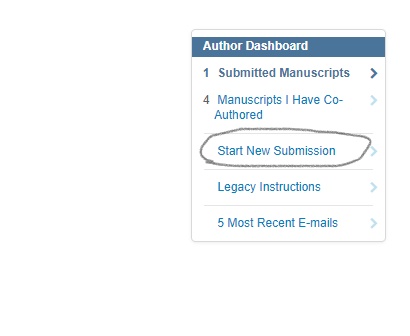 Author Dashboard
1 Submitted Manuscripts
4 Manuscripts I Have Co-
Authored
Start New Submission
Legacy Instructions
5 Most Recent E-mails